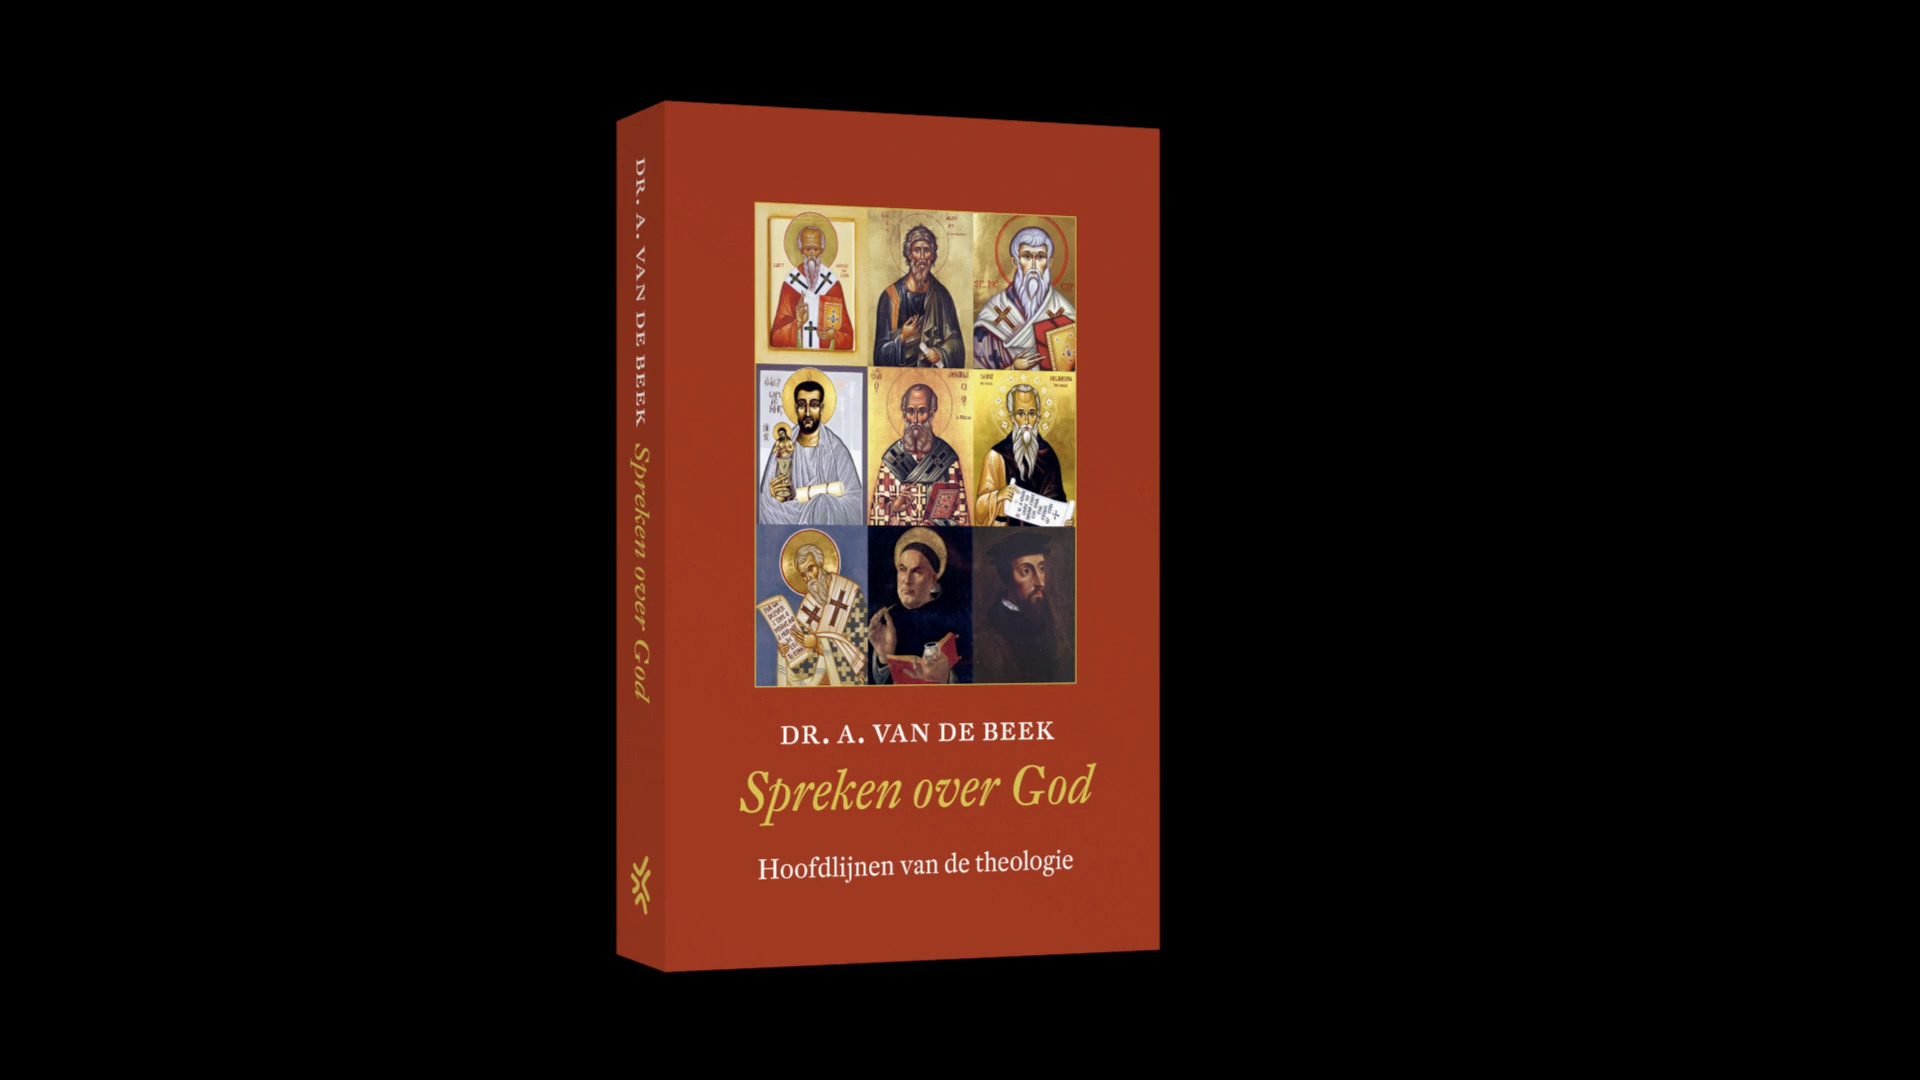 DR. A. VAN DE BEEK Spreken over God
DR. A. VAN DE BEEK
Spreken over God
Hoofdlijnen van de theologie